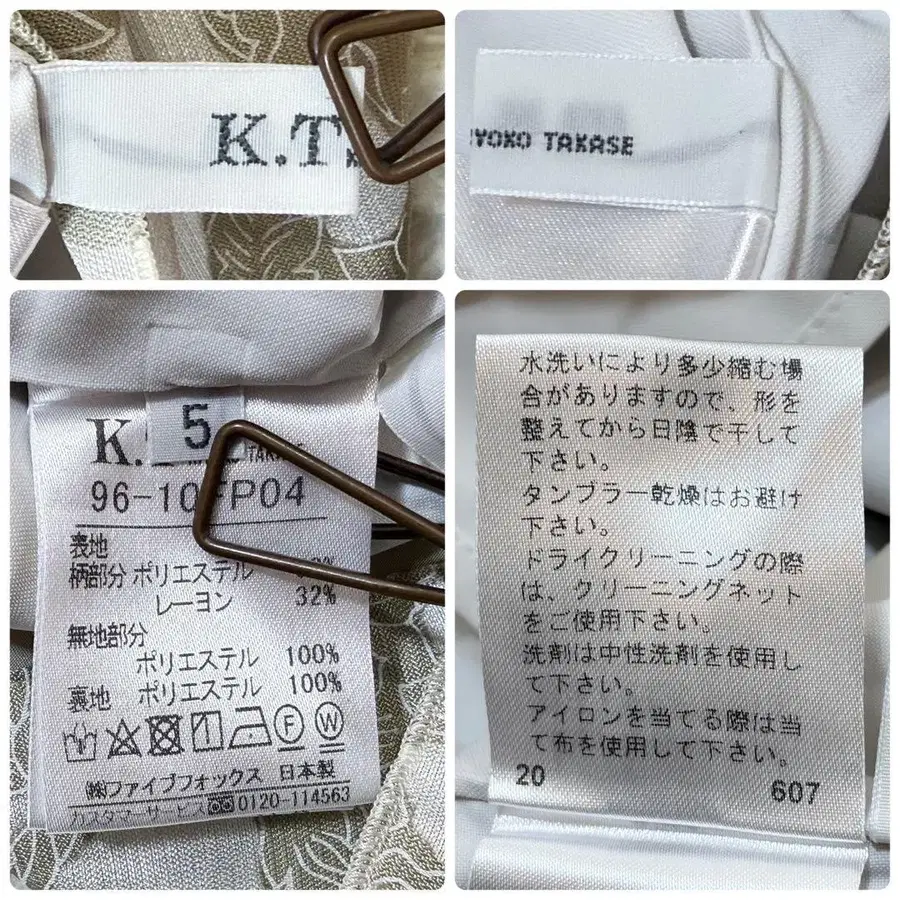 K.T
YOKO TAKASE
5
K.
TAKASE
96-10 FP04
表地
柄部分 ポリエステル
レーヨン 32%
無地部分
ポリエステル 100%
裏地 ポリエステル 100%
F W
㈱ファイブフォックス 日本製
カスタマーサービス 0120-114563
水洗いにより多少縮む場
合がありますので、形を
整えてから日陰で干して
下さい。
タンブラー乾燥はお避け
下さい。
ドライクリーニングの際
は、クリーニングネット
をご使用下さい。
洗剤は中性洗剤を使用し
て下さい。
アイロンを当てる際は当
て布を使用して下さい。
20 607